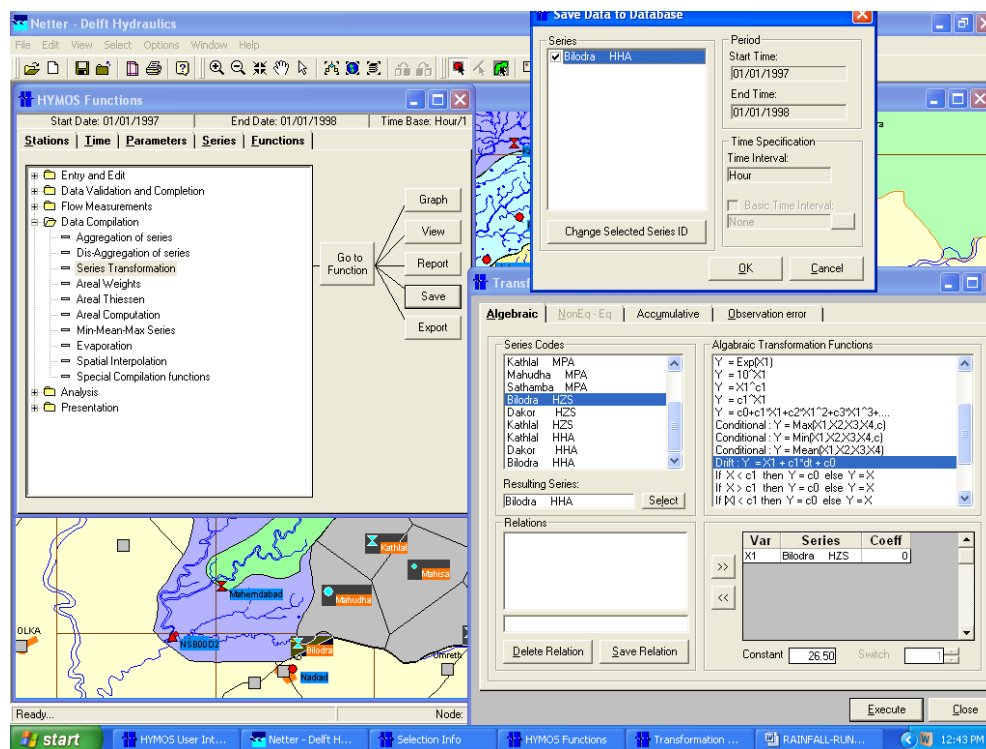 Netter - Delft Hydraulics
File Edit View Select Options Window Help
HYMOS Functions
Start Date: 01/01/1997 End Date: 01/01/1998 Time Base: Hour/1
Stations Time Parameters Series Functions
Entry and Edit
Data Validation and Completion
Flow Measurements
Data Compilation
Aggregation of series
Dis-Aggregation of series
Series Transformation
Areal Weights
Areal Thiessen
Areal Computation
Min-Mean-Max Series
Evaporation
Spatial Interpolation
Special Compilation functions
Analysis
Presentation
Go to
Function
Graph
View
Report
Save
Export
Save Data to Database
Series
Bilodra HHA
Change Selected Series ID
Period
Start Time:
01/01/1997
End Time:
01/01/1998
Time Specification
Time Interval:
Hour
Basic Time Interval:
None ...
OK Cancel
Algebraic NonEq - Eq Accumulative Observation error
Series Codes
Kathlal MPA
Mahudha MPA
Sathamba MPA
Bilodra HZS
Dakor HZS
Kathlal HZS
Kathlal HHA
Dakor HHA
Bilodra HHA
Resulting Series:
Bilodra HHA Select
Relations
Delete Relation Save Relation
Algabraic Transformation Functions
Y = Exp(X1)
Y = 10^X1
Y = X1^c1
Y = c1^X1
Y = c0+c1*X1+c2*X1^2+c3*X1^3+....
Conditional : Y = Max(X1,X2,X3,X4,c)
Conditional : Y = Min(X1,X2,X3,X4,c)
Conditional : Y = Mean(X1,X2,X3,X4)
Drift : Y = X1 + c1*dt + c0
If X < c1 then Y = c0 else Y = X
If X > c1 then Y = c0 else Y = X
If |X| < c1 then Y = c0 else Y = X
>>
<<
Var Series Coeff
X1 Bilodra HZS 0
Constant 26.50 Switch 1
Execute Close
Kathlal
Mahisa
Mahudha
Mahemdabad
OLKA
NSB00D2
Bilodra
Umreth
Nadiad
Ready... Node:
start HYMOS User Int... Netter - Delft H... Selection Info HYMOS Functions Transformation ... RAINFALL-RUN... 12:43 PM